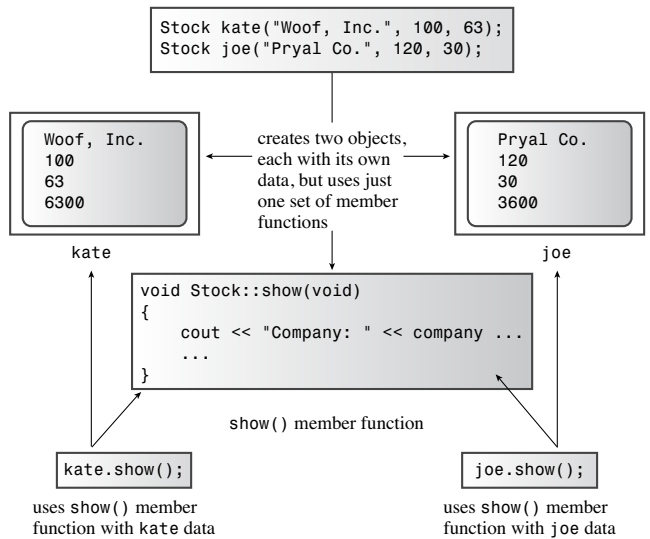 Stock kate("Woof, Inc.", 100, 63);
Stock joe("Pryal Co.", 120, 30);
Woof, Inc.
100
63
6300
kate
creates two objects,
each with its own
data, but uses just
one set of member
functions
Pryal Co.
120
30
3600
joe
void Stock::show(void)
{
    cout << "Company: " << company ...
    ...
}
show() member function
kate.show();
uses show() member
function with kate data
joe.show();
uses show() member
function with joe data